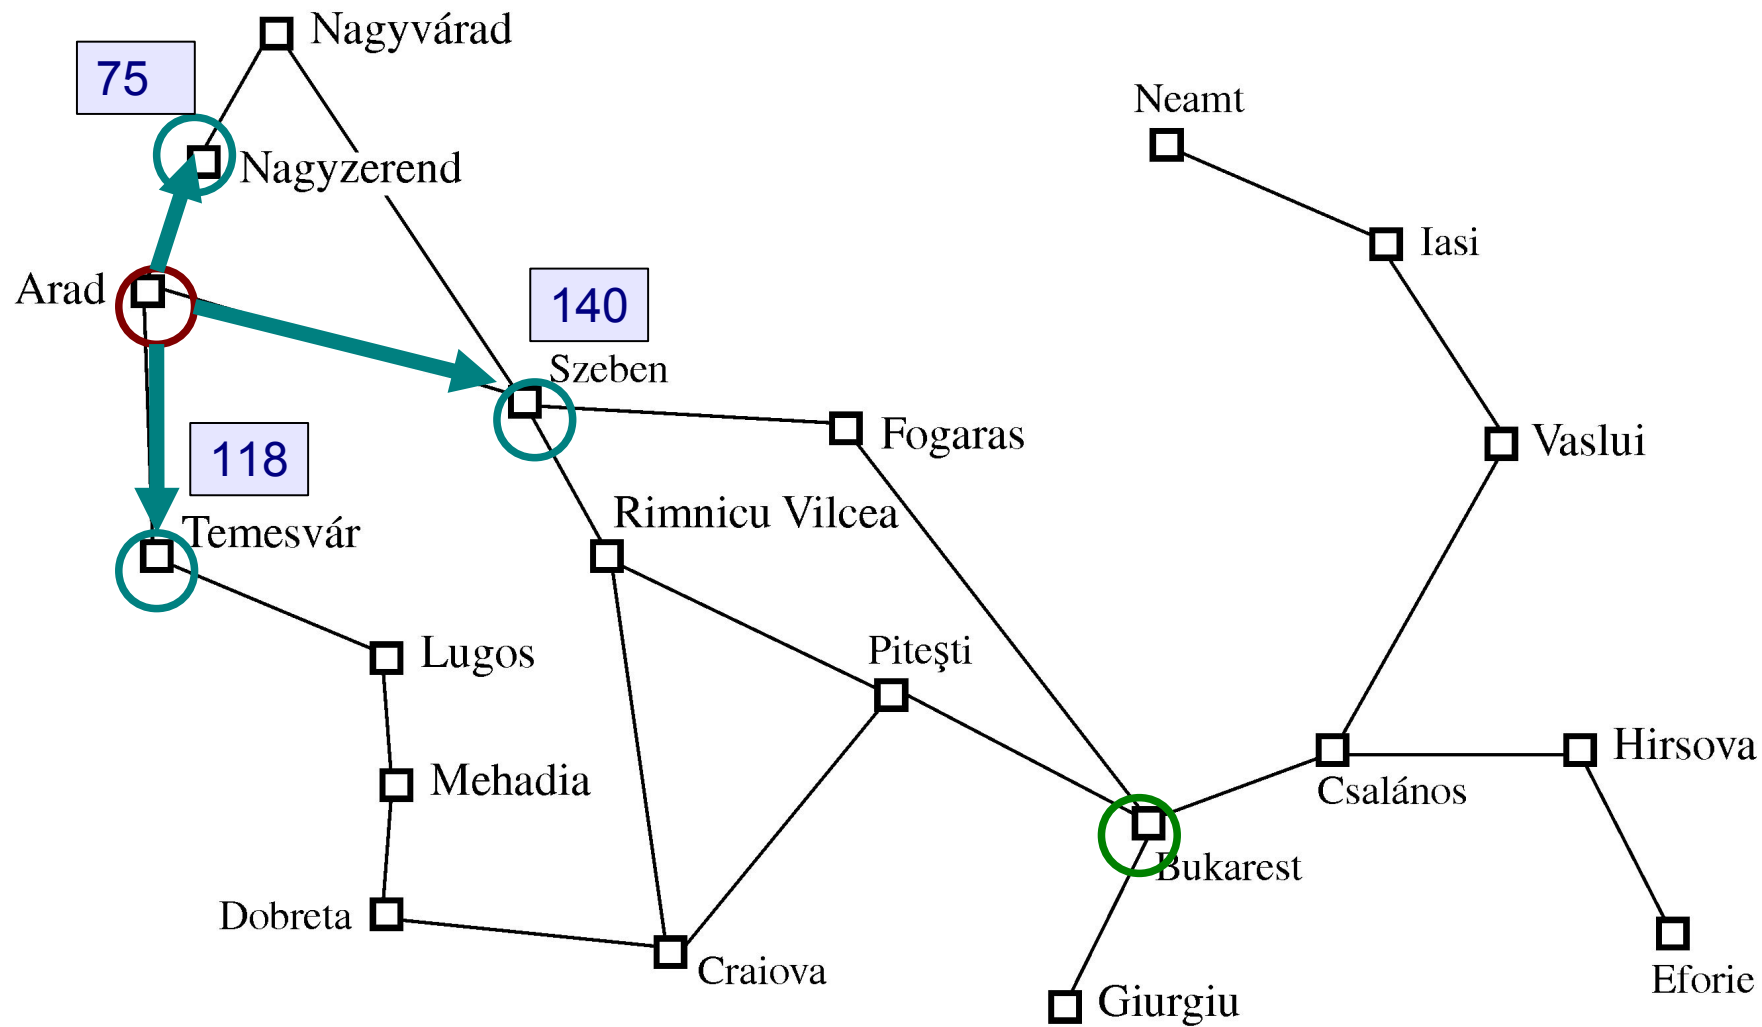 Nagyvárad
75
Neamt
Nagyzerend
Iasi
Arad
140
Szeben
Fogaras
Vaslui
118
Rimnicu Vilcea
Temesvár
Lugos
Piteşti
Hirsova
Mehadia
Csalános
Bukarest
Dobreta
Craiova
Eforie
Giurgiu